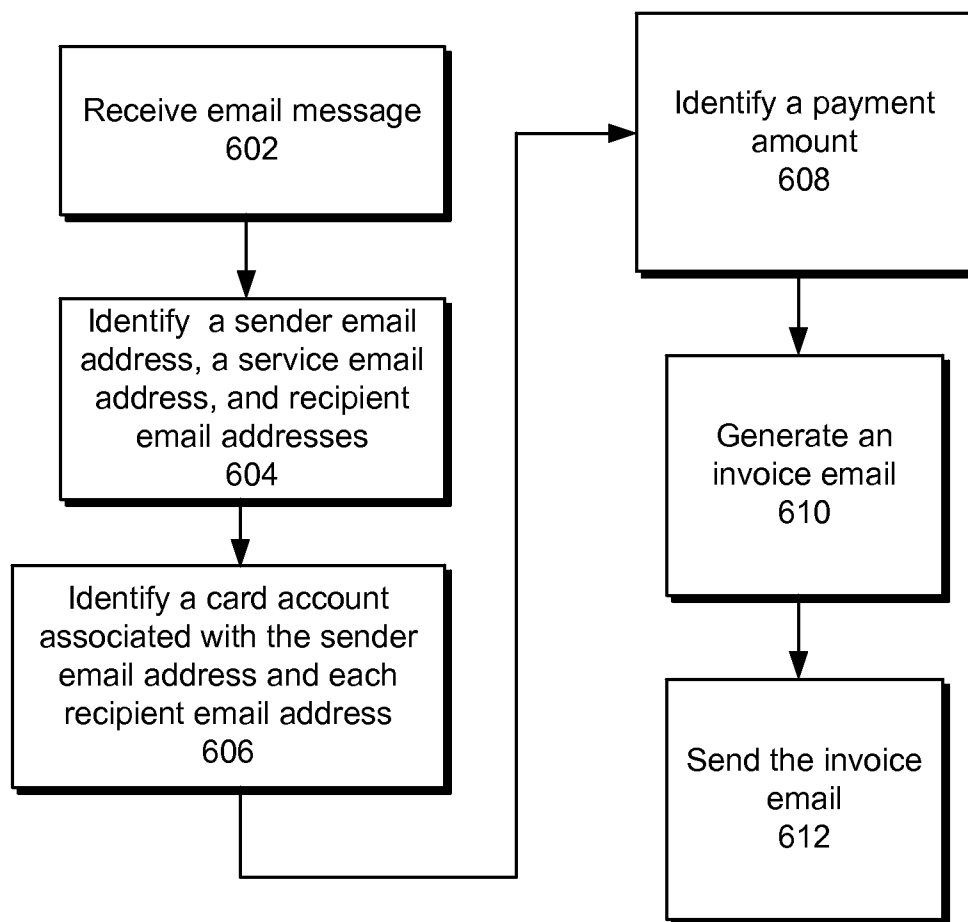 Receive email message
602
Identify a sender email
address, a service email
address, and recipient
email addresses
604
Identify a card account
associated with the sender
email address and each
recipient email address
606
Identify a payment
amount
608
Generate an
invoice email
610
Send the invoice
email
612